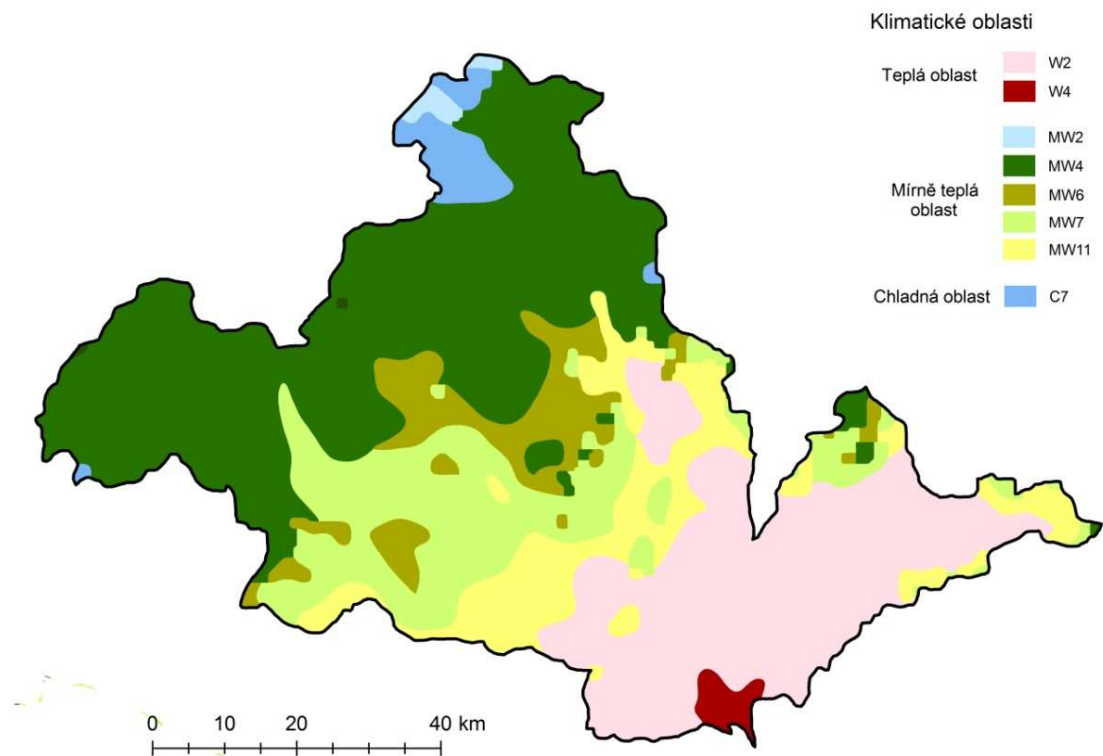 Klimatické oblasti
Teplá oblast
W2
W4
Mírně teplá
oblast
MW2
MW4
MW6
MW7
MW11
Chladná oblast
C7
0 10 20 40 km